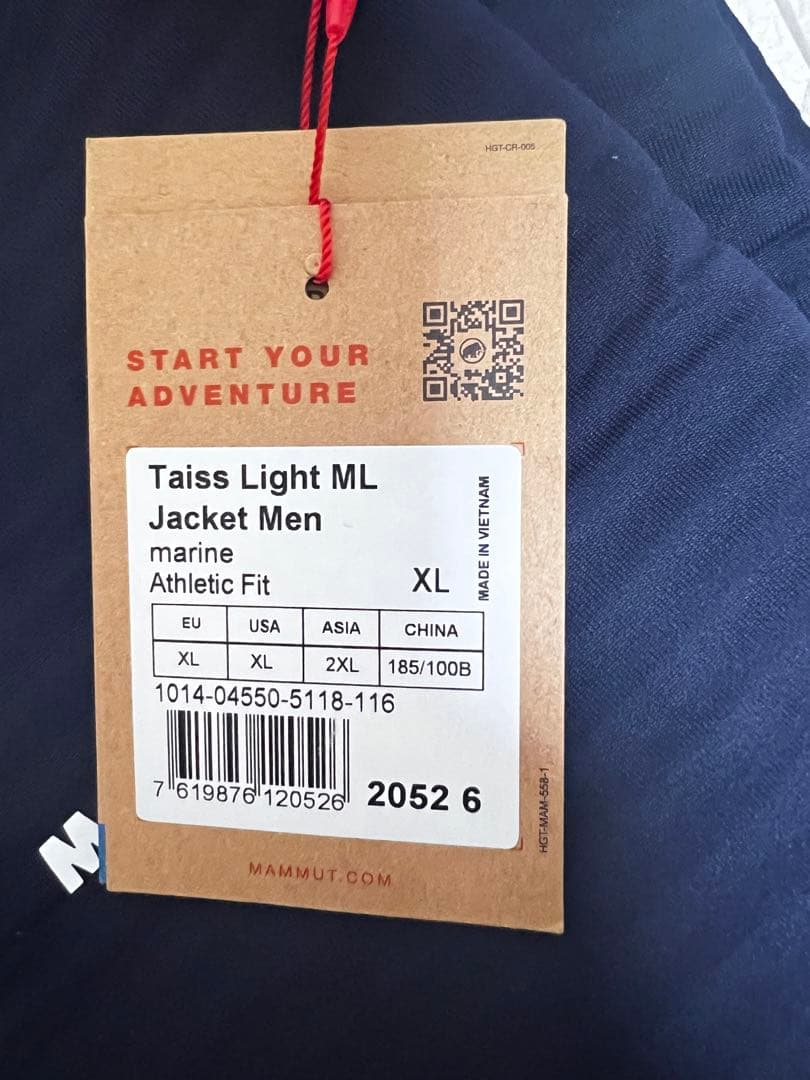 HGT-CR-005
START YOUR
ADVENTURE
Taiss Light ML
Jacket Men
marine
Athletic Fit
XL
MADE IN VIETNAM
EU USA ASIA CHINA
XL XL 2XL 185/100B
1014-04550-5118-116
7 619876 120526
2052 6
HGT-MAM-558-1
MAMMUT.COM
M